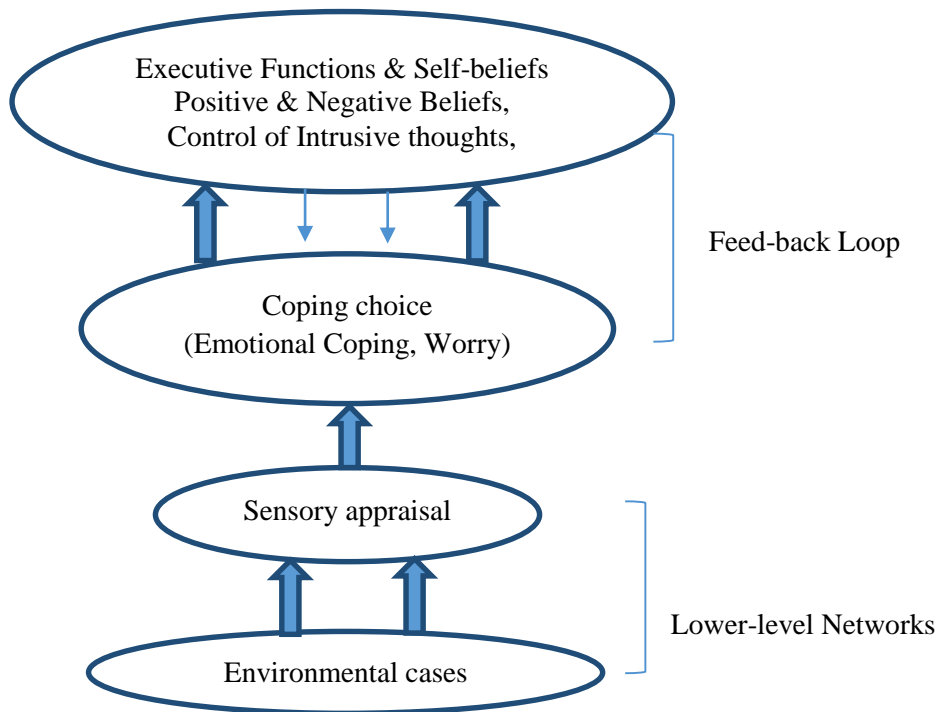 Executive Functions & Self-beliefs
Positive & Negative Beliefs,
Control of Intrusive thoughts,
Feed-back Loop
Coping choice
(Emotional Coping, Worry)
Sensory appraisal
Lower-level Networks
Environmental cases